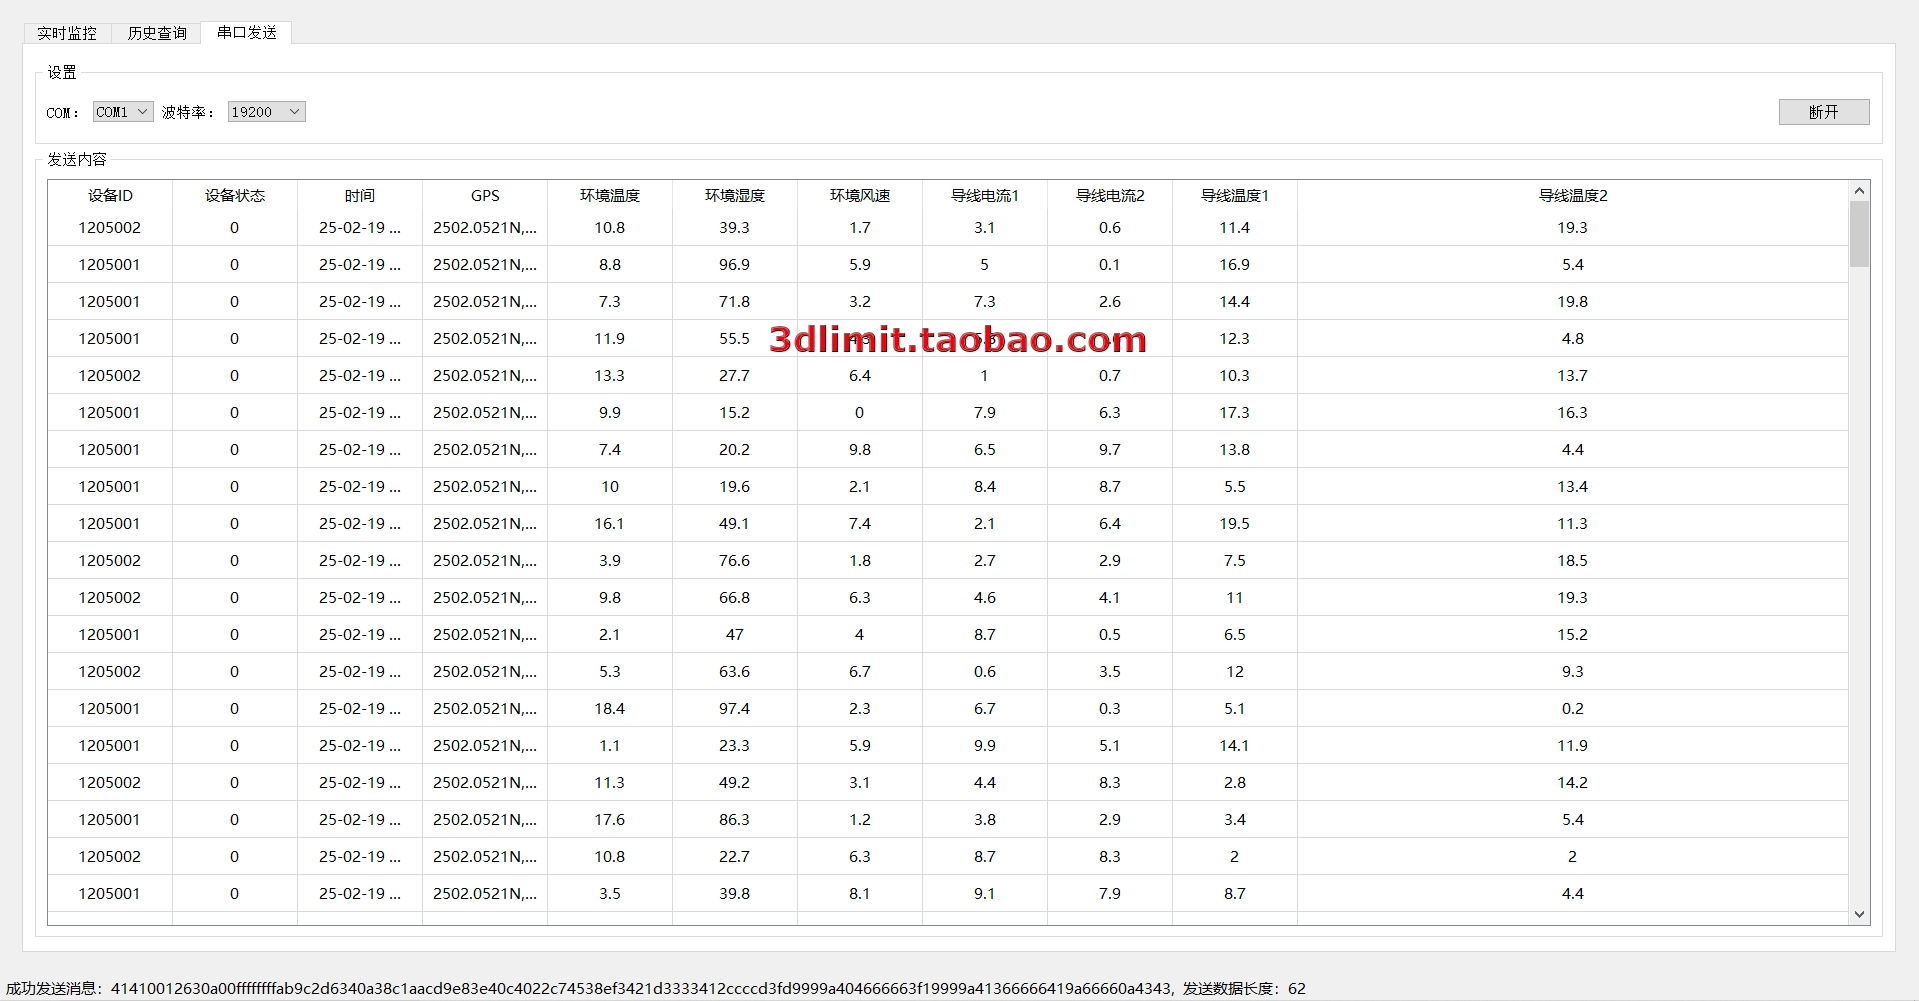 实时监控 历史查询 串口发送
设置
COM: COM1 波特率: 19200 断开
发送内容
设备ID 设备状态 时间 GPS 环境温度 环境湿度 环境风速 导线电流1 导线电流2 导线温度1 导线温度2
1205002 0 25-02-19 ... 2502.0521N,... 10.8 39.3 1.7 3.1 0.6 11.4 19.3
1205001 0 25-02-19 ... 2502.0521N,... 8.8 96.9 5.9 5 0.1 16.9 5.4
1205001 0 25-02-19 ... 2502.0521N,... 7.3 71.8 3.2 7.3 2.6 14.4 19.8
1205001 0 25-02-19 ... 2502.0521N,... 11.9 55.5 12.3 4.8
3dlimit.taobao.com
1205002 0 25-02-19 ... 2502.0521N,... 13.3 27.7 6.4 1 0.7 10.3 13.7
1205001 0 25-02-19 ... 2502.0521N,... 9.9 15.2 0 7.9 6.3 17.3 16.3
1205001 0 25-02-19 ... 2502.0521N,... 7.4 20.2 9.8 6.5 9.7 13.8 4.4
1205001 0 25-02-19 ... 2502.0521N,... 10 19.6 2.1 8.4 8.7 5.5 13.4
1205001 0 25-02-19 ... 2502.0521N,... 16.1 49.1 7.4 2.1 6.4 19.5 11.3
1205002 0 25-02-19 ... 2502.0521N,... 3.9 76.6 1.8 2.7 2.9 7.5 18.5
1205002 0 25-02-19 ... 2502.0521N,... 9.8 66.8 6.3 4.6 4.1 11 19.3
1205001 0 25-02-19 ... 2502.0521N,... 2.1 47 4 8.7 0.5 6.5 15.2
1205002 0 25-02-19 ... 2502.0521N,... 5.3 63.6 6.7 0.6 3.5 12 9.3
1205001 0 25-02-19 ... 2502.0521N,... 18.4 97.4 2.3 6.7 0.3 5.1 0.2
1205001 0 25-02-19 ... 2502.0521N,... 1.1 23.3 5.9 9.9 5.1 14.1 11.9
1205002 0 25-02-19 ... 2502.0521N,... 11.3 49.2 3.1 4.4 8.3 2.8 14.2
1205001 0 25-02-19 ... 2502.0521N,... 17.6 86.3 1.2 3.8 2.9 3.4 5.4
1205002 0 25-02-19 ... 2502.0521N,... 10.8 22.7 6.3 8.7 8.3 2 2
1205001 0 25-02-19 ... 2502.0521N,... 3.5 39.8 8.1 9.1 7.9 8.7 4.4
成功发送消息: 41410012630a00ffffffffab9c2d6340a38c1aacd9e83e40c4022c74538ef3421d3333412ccccd3fd9999a404666663f19999a41366666419a66660a4343, 发送数据长度: 62